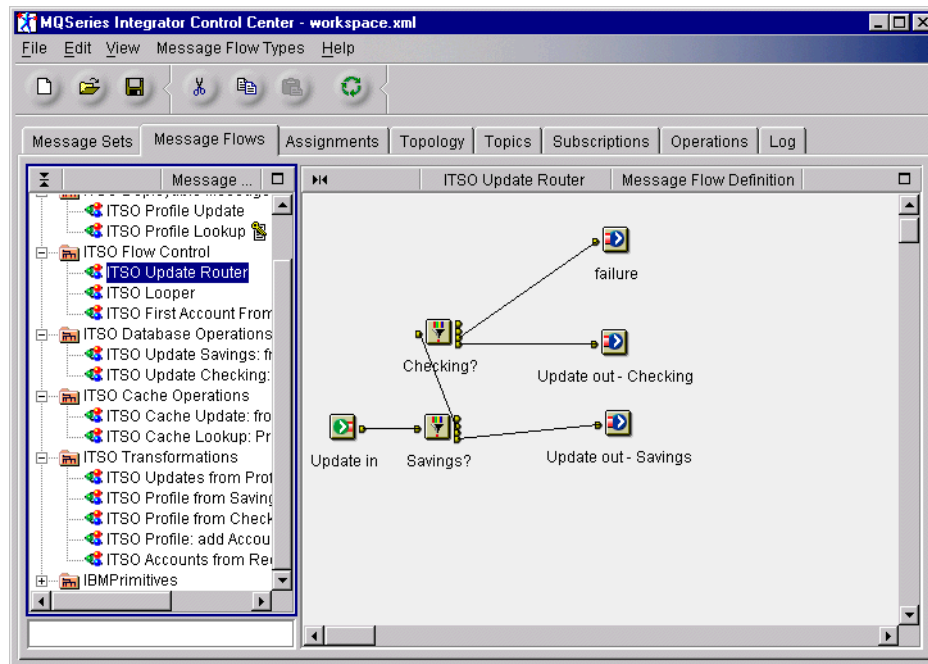 MQSeries Integrator Control Center - workspace.xml
File Edit View Message Flow Types Help
Message Sets Message Flows Assignments Topology Topics Subscriptions Operations Log
Message ... ITSO Update Router Message Flow Definition
ITSO Deployable Message
ITSO Profile Update
ITSO Profile Lookup
ITSO Flow Control
ITSO Update Router
ITSO Looper
ITSO First Account From
ITSO Database Operations
ITSO Update Savings: fr
ITSO Update Checking:
ITSO Cache Operations
ITSO Cache Update: fro
ITSO Cache Lookup: Pr
ITSO Transformations
ITSO Updates from Prof
ITSO Profile from Saving
ITSO Profile from Check
ITSO Profile: add Accou
ITSO Accounts from Re
IBMPrimitives
failure
Checking?
Update out - Checking
Update in
Savings?
Update out - Savings